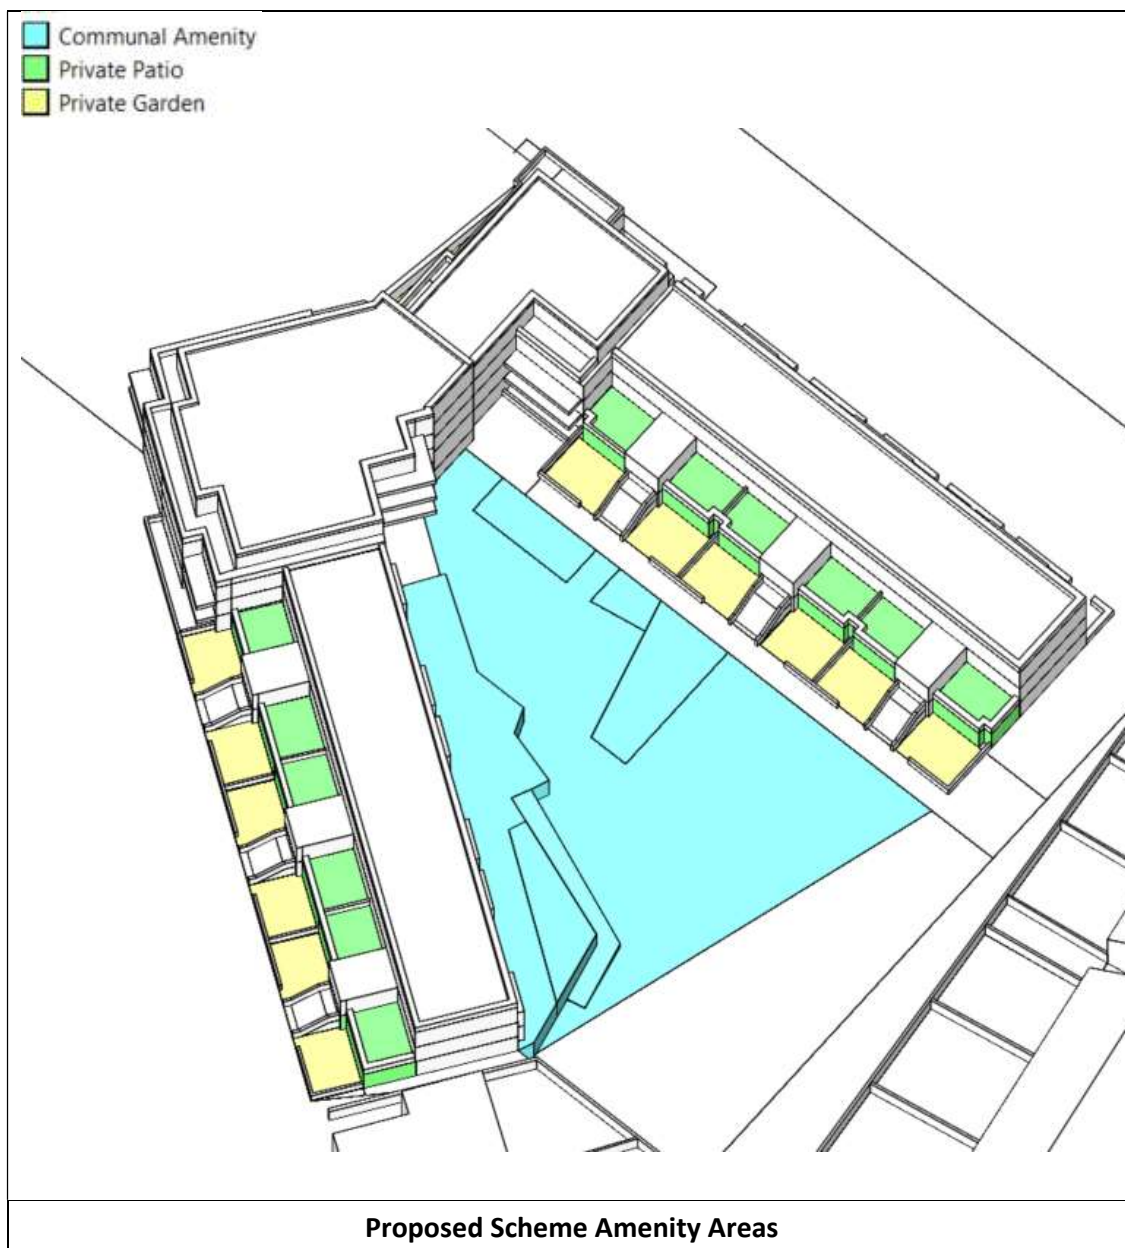 Communal Amenity
Private Patio
Private Garden
Proposed Scheme Amenity Areas